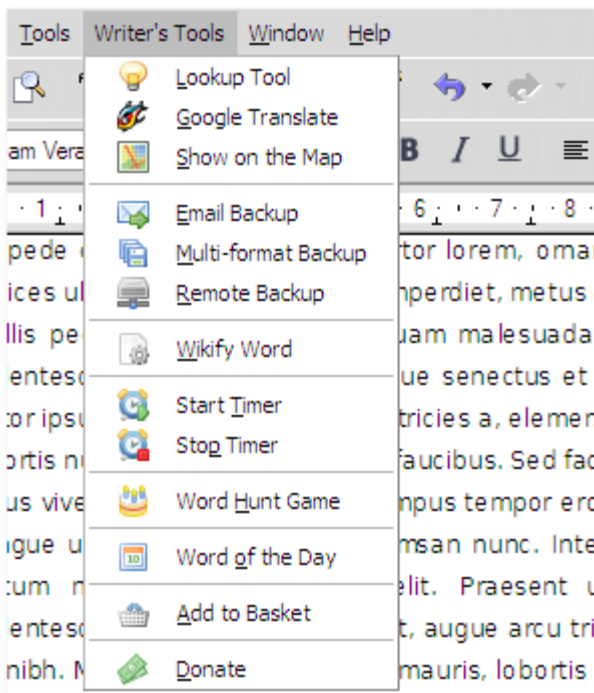 Tools Writer's Tools Window Help
Lookup Tool
Google Translate
am Vera
Show on the Map
B I U
1 6 7 8
Email Backup
pede tor lorem, orna
Multi-format Backup
ices ul perdiet, metus
Remote Backup
llis pe uam malesuada
Wikify Word
entesc ue senectus et
Start Timer
tor ipsu tricies a, elemen
Stop Timer
ortis nu faucibus. Sed fac
Word Hunt Game
us vive mpus tempor ero
Word of the Day
gue u msan nunc. Inte
tum n elit. Praesent u
Add to Basket
entesc t, augue arcu tri
Donate
nibh. M mauris, lobortis